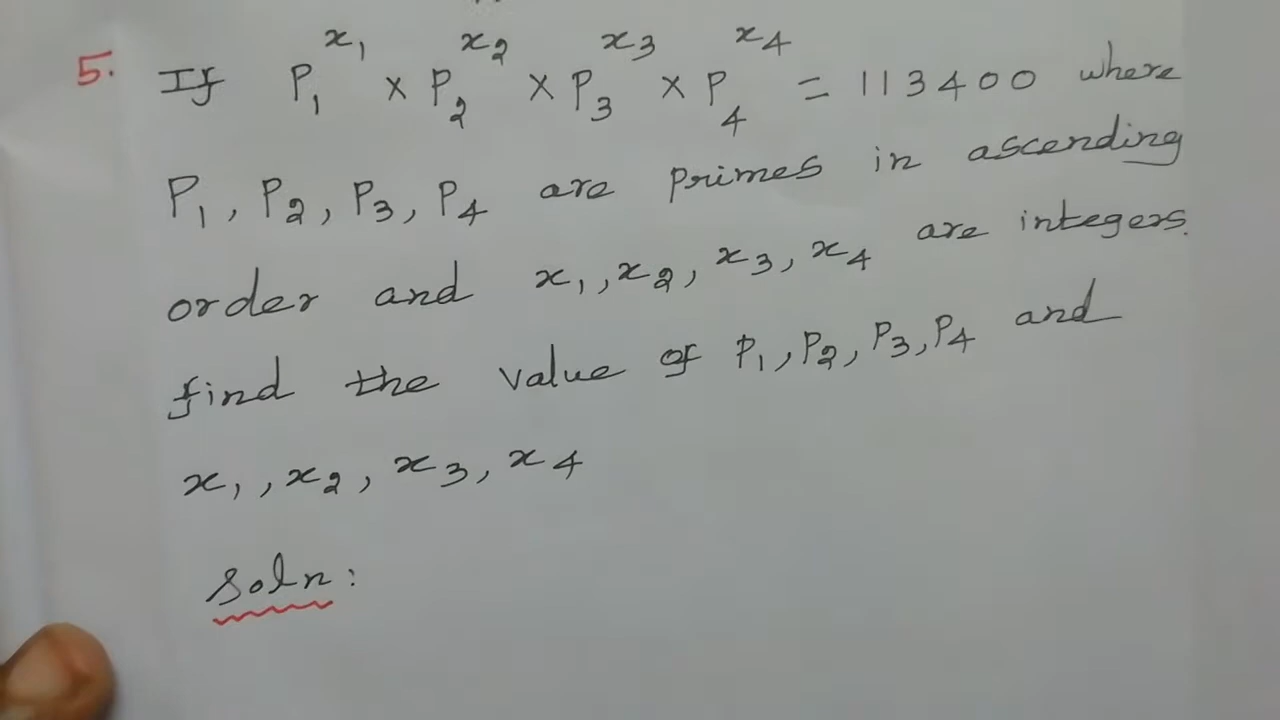 5. If P₁^x₁ × P₂^x₂ × P₃^x₃ × P₄^x₄ = 113400 where
P₁, P₂, P₃, P₄ are primes in ascending
order and x₁, x₂, x₃, x₄ are integers.
find the value of P₁, P₂, P₃, P₄ and
x₁, x₂, x₃, x₄
Soln: